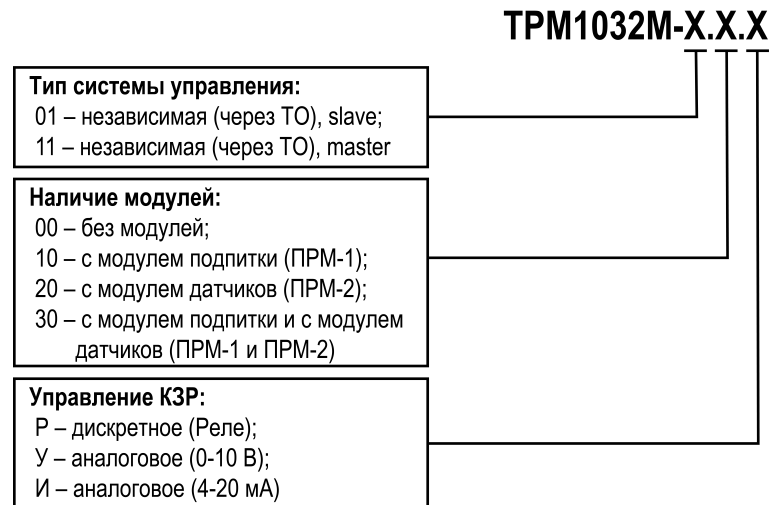 ТРМ1032М-Х.Х.Х
Тип системы управления:
01 – независимая (через ТО), slave;
11 – независимая (через ТО), master
Наличие модулей:
00 – без модулей;
10 – с модулем подпитки (ПРМ-1);
20 – с модулем датчиков (ПРМ-2);
30 – с модулем подпитки и с модулем
датчиков (ПРМ-1 и ПРМ-2)
Управление КЗР:
Р – дискретное (Реле);
У – аналоговое (0-10 В);
И – аналоговое (4-20 мА)